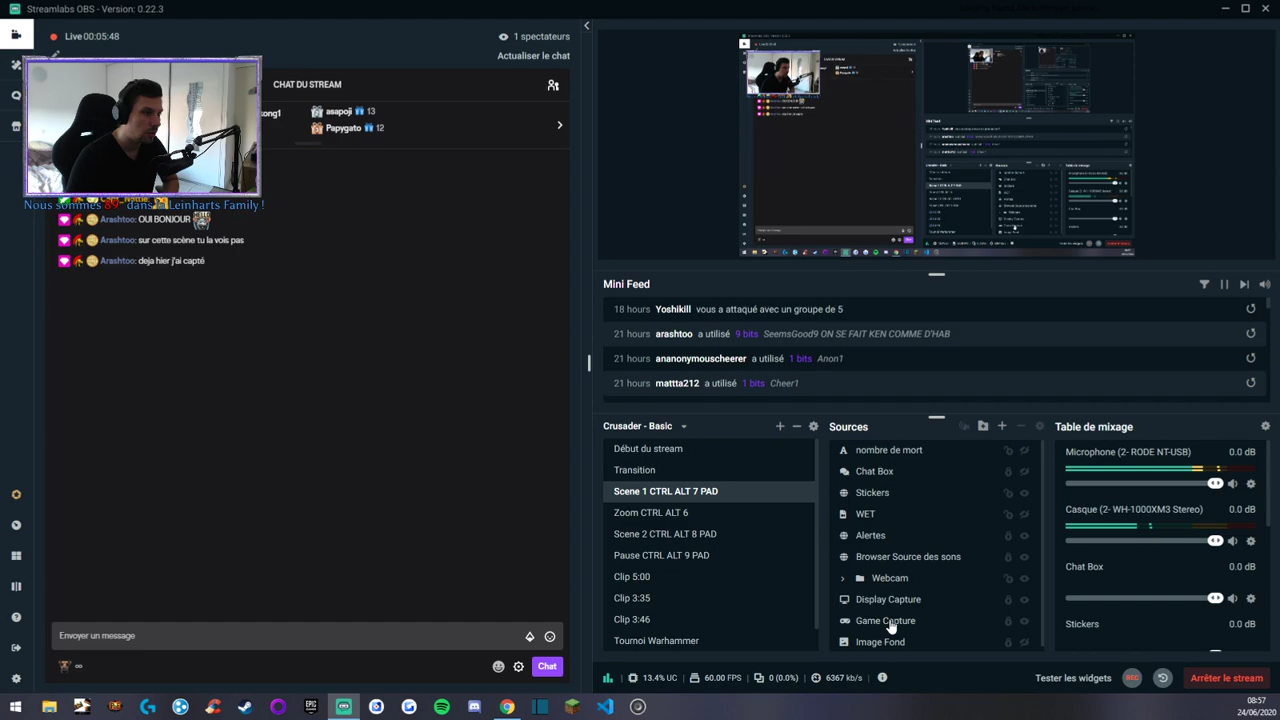 Streamlabs OBS - Version: 0.22.3
Live 00:05:48
1 spectateurs
Actualiser le chat
CHAT DU STREAM
asapoji 13
Papygato 12
Nous sommes dans la Leinharts Family !
Arashtoo: OUI BONJOUR
Arashtoo: sur cette scène tu la vois pas
Arashtoo: deja hier j'ai capté
Envoyer un message
∞
Chat
Mini Feed
18 hours Yoshikill vous a attaqué avec un groupe de 5
21 hours arashtoo a utilisé 9 bits SeemsGood9 ON SE FAIT KEN COMME D'HAB
21 hours ananonymouscheerer a utilisé 1 bits Anon1
21 hours mattta212 a utilisé 1 bits Cheer1
Crusader - Basic
Début du stream
Transition
Scene 1 CTRL ALT 7 PAD
Zoom CTRL ALT 6
Scene 2 CTRL ALT 8 PAD
Pause CTRL ALT 9 PAD
Clip 5:00
Clip 3:35
Clip 3:46
Tournoi Warhammer
Sources
nombre de mort
Chat Box
Stickers
WET
Alertes
Browser Source des sons
Webcam
Display Capture
Game Capture
Image Fond
Table de mixage
Microphone (2- RODE NT-USB) 0.0 dB
Casque (2- WH-1000XM3 Stereo) 0.0 dB
Chat Box 0.0 dB
Stickers 0.0 dB
13.4% UC 60.00 FPS 0 (0.0%) 6367 kb/s
Tester les widgets REC Arrêter le stream
08:57
24/06/2020